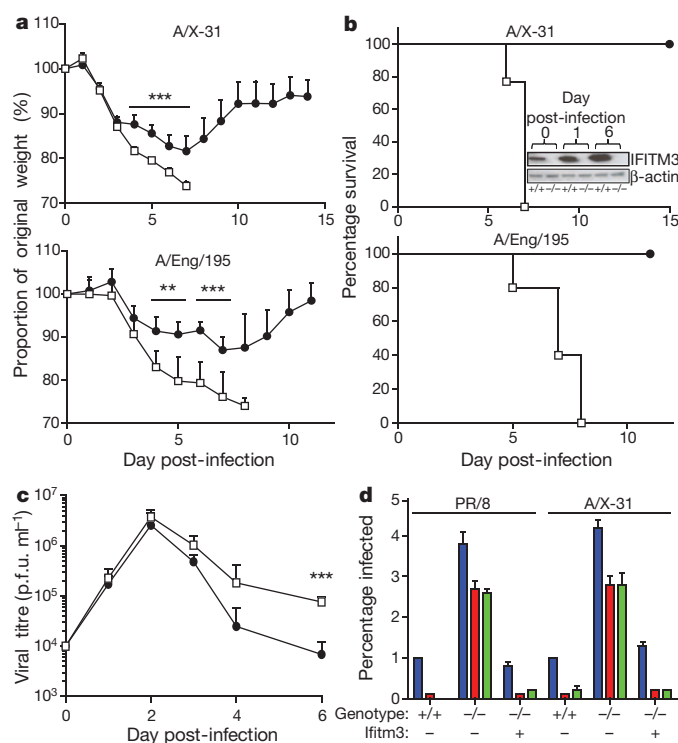 a
A/X-31
Proportion of original weight (%)
110
100
90
80
70
***
0 5 10 15
A/Eng/195
110
100
90
80
70
** ***
0 5 10
Day post-infection
b
A/X-31
Percentage survival
100
80
60
40
20
0
Day
post-infection
0 1 6
IFITM3
β-actin
+/+ −/− +/+ −/− +/+ −/−
0 5 10 15
A/Eng/195
100
80
60
40
20
0
0 5 10
Day post-infection
c
Viral titre (p.f.u. ml⁻¹)
10⁷
10⁶
10⁵
10⁴
10³
***
0 2 4 6
Day post-infection
d
PR/8 A/X-31
Percentage infected
5
4
3
2
1
0
Genotype: +/+ −/− −/− +/+ −/− −/−
Ifitm3: − − + − − +